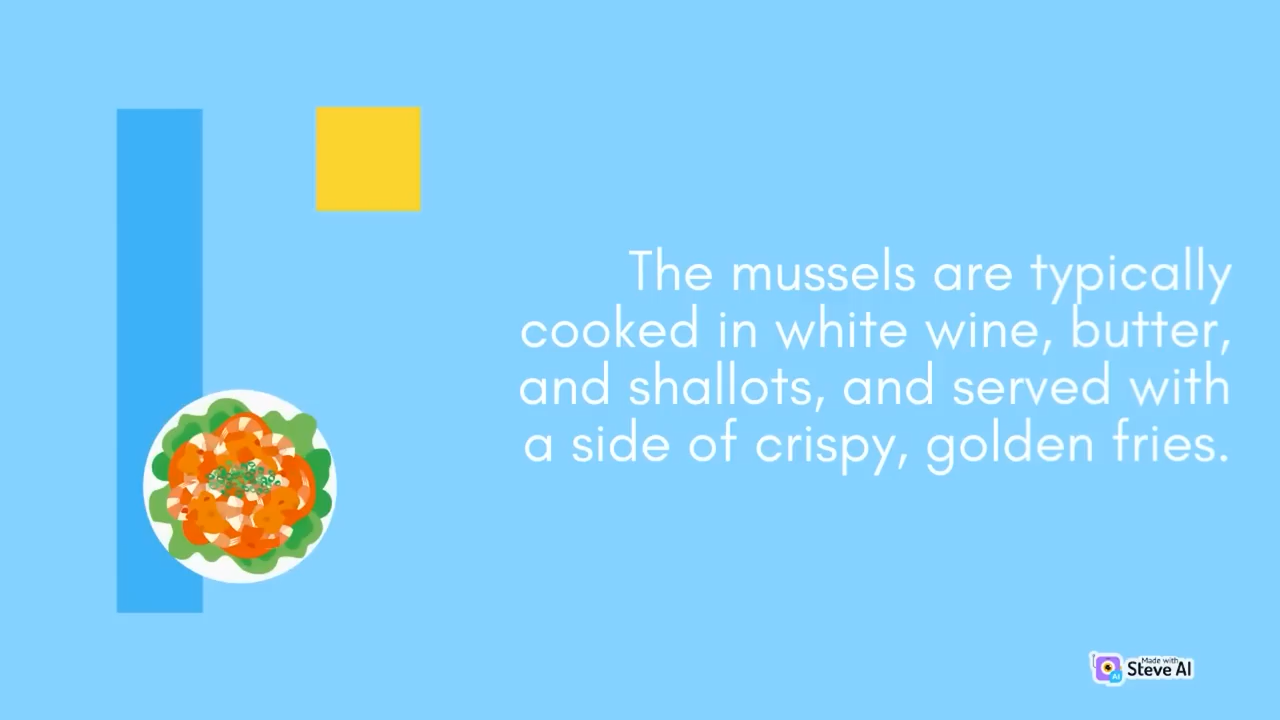 The mussels are typically
cooked in white wine, butter,
and shallots, and served with
a side of crispy, golden fries.
Made with
Steve AI
AI